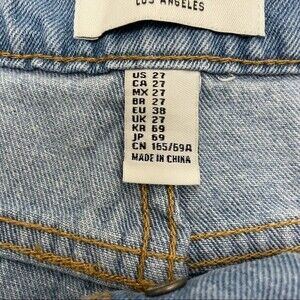 LOS ANGELES
US 27
CA 27
MX 27
BR 27
EU 38
UK 27
KR 69
JP 69
CN 165/69A
MADE IN CHINA